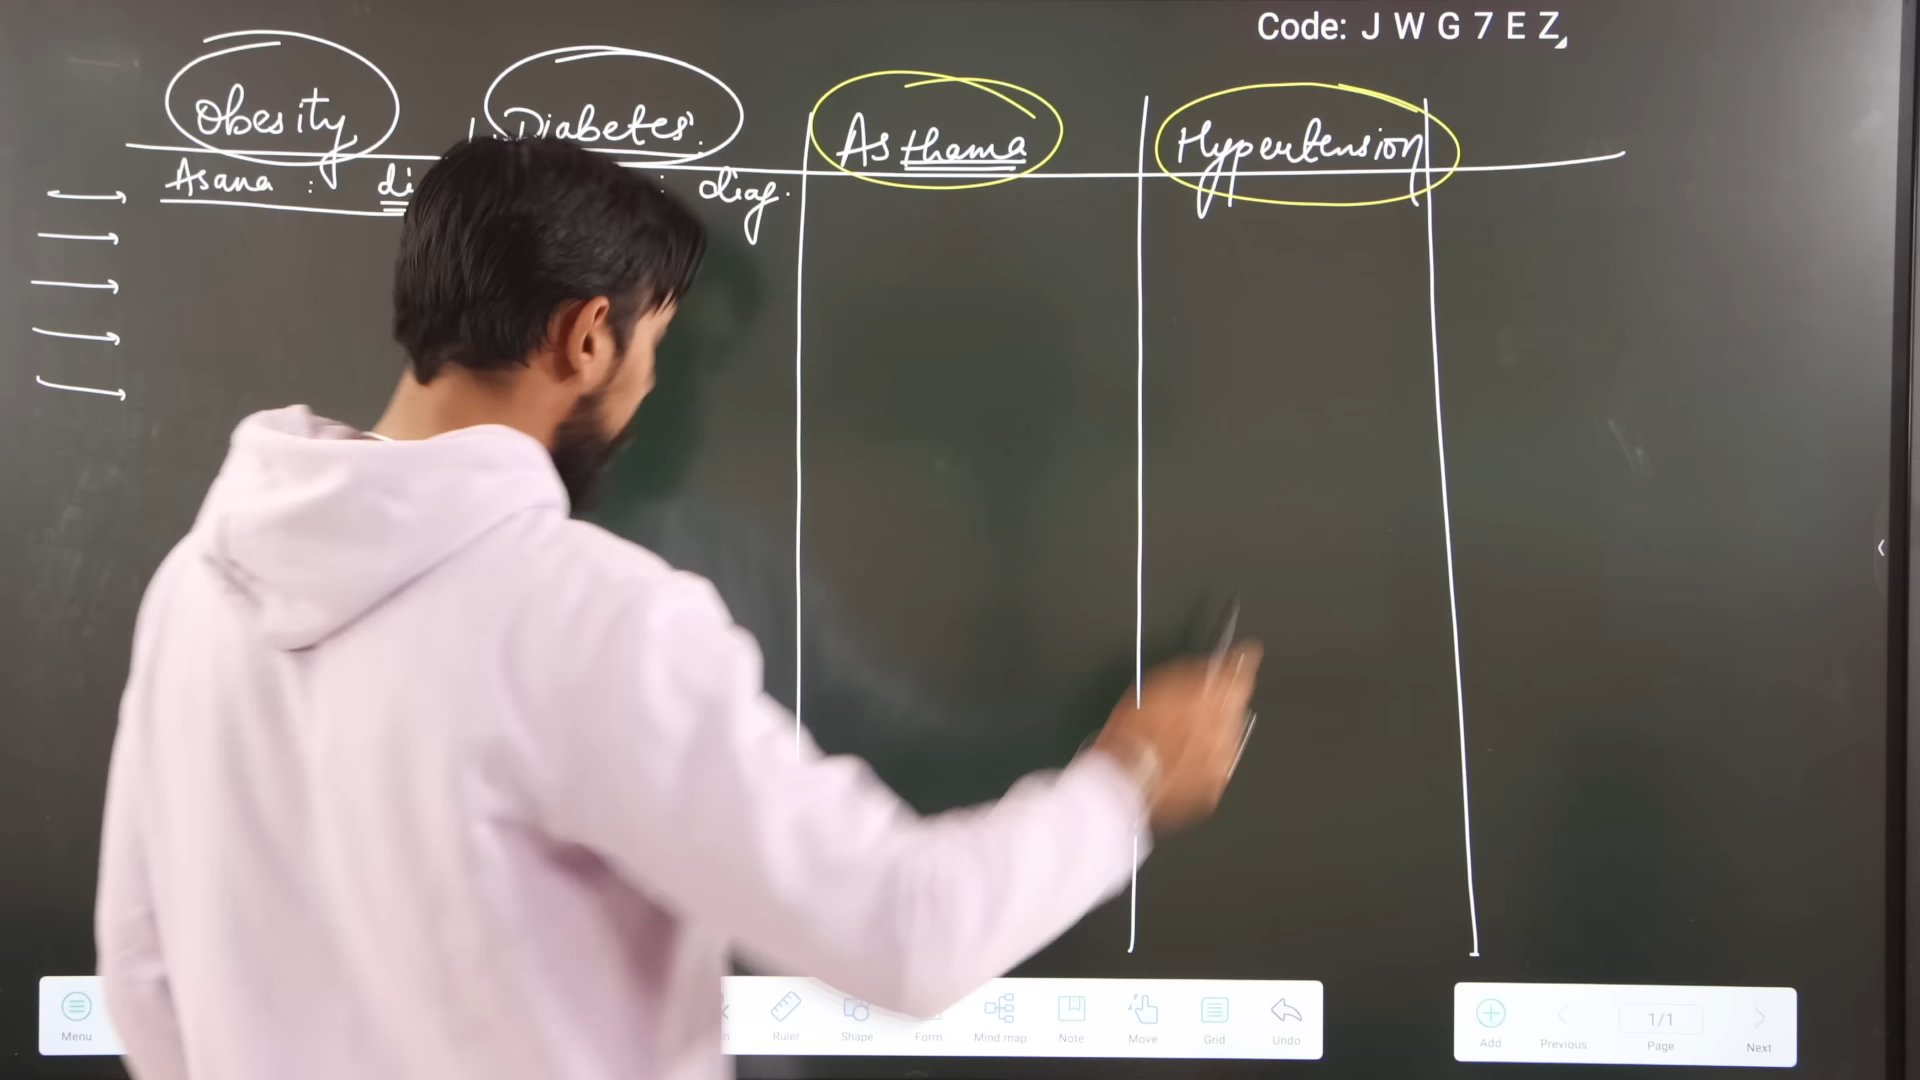 Code: J W G 7 E Z
Obesity Diabetes: Asthama Hypertension
Asana : di : diag.
Menu Ruler Shape Form Mind map Note Move Grid Undo Add Previous 1/1 Page Next